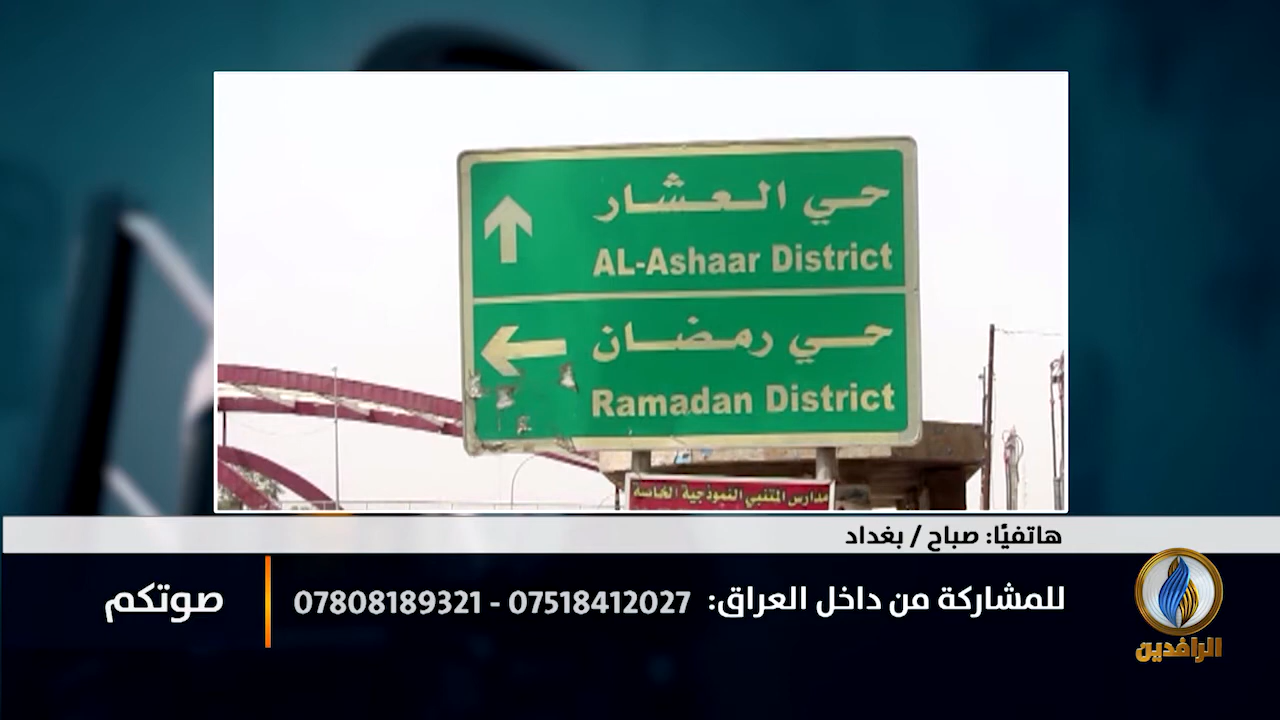 حي العشار
AL-Ashaar District
حي رمضان
Ramadan District
مدارس المتنبي النموذجية الخاصة
هاتفيًا: صباح / بغداد
للمشاركة من داخل العراق: 07518412027 - 07808189321
صوتكم
الرافدين